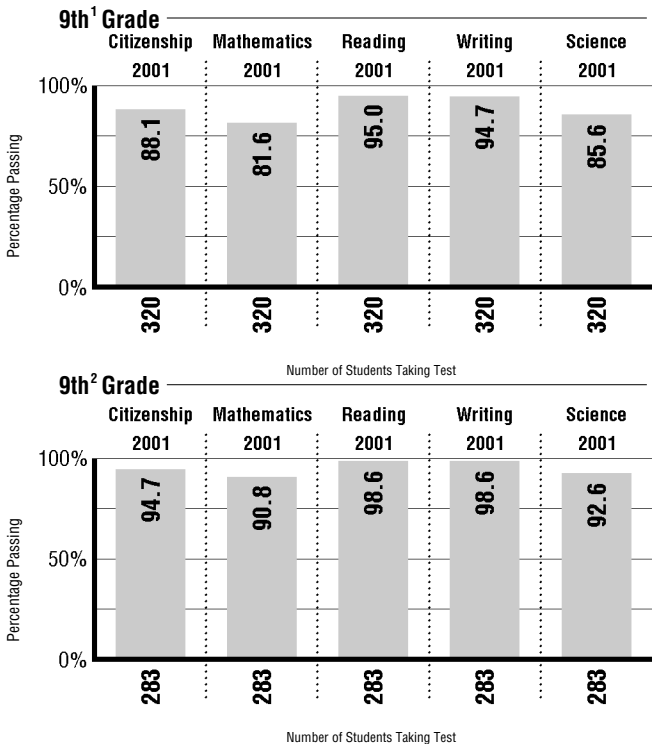 9th¹ Grade
Citizenship Mathematics Reading Writing Science
2001 2001 2001 2001 2001
100%
50%
0%
Percentage Passing
88.1 81.6 95.0 94.7 85.6
320 320 320 320 320
Number of Students Taking Test
9th² Grade
Citizenship Mathematics Reading Writing Science
2001 2001 2001 2001 2001
100%
50%
0%
Percentage Passing
94.7 90.8 98.6 98.6 92.6
283 283 283 283 283
Number of Students Taking Test